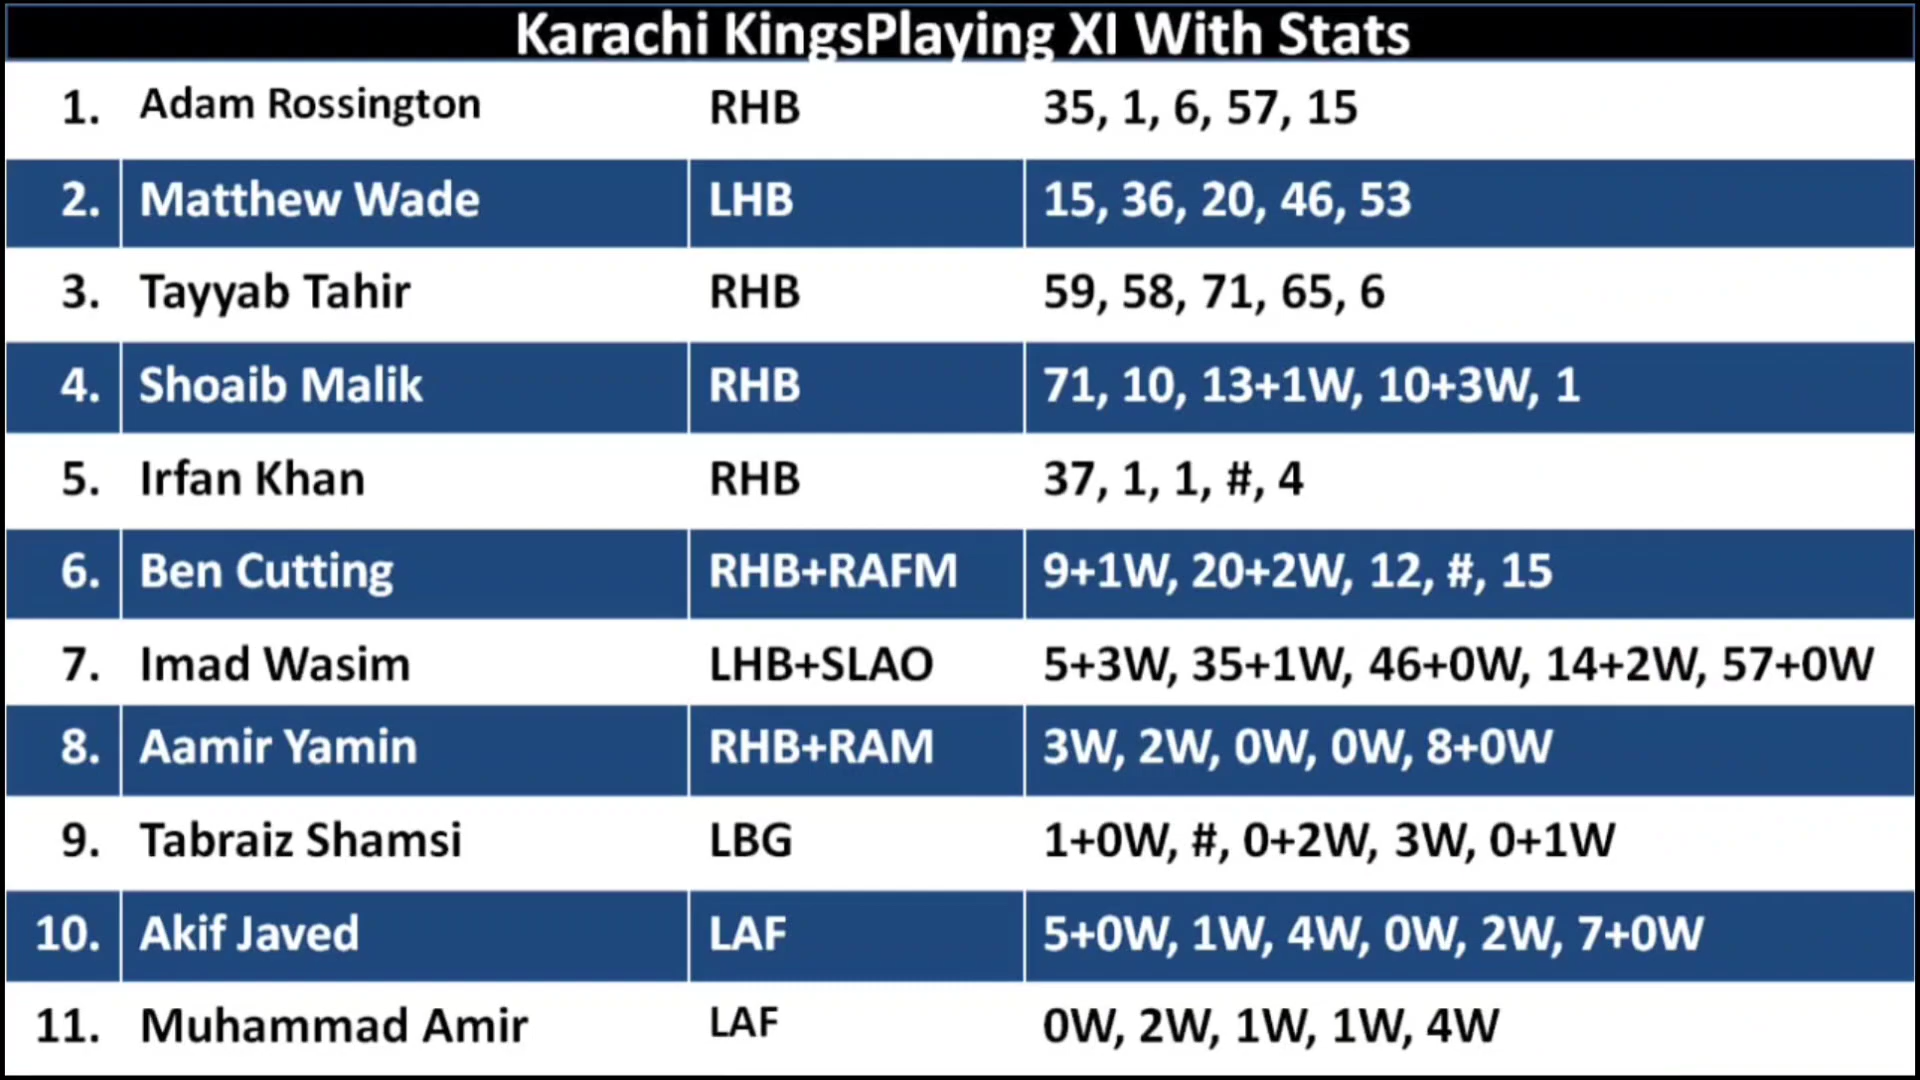 Karachi KingsPlaying XI With Stats
1. Adam Rossington RHB 35, 1, 6, 57, 15
2. Matthew Wade LHB 15, 36, 20, 46, 53
3. Tayyab Tahir RHB 59, 58, 71, 65, 6
4. Shoaib Malik RHB 71, 10, 13+1W, 10+3W, 1
5. Irfan Khan RHB 37, 1, 1, #, 4
6. Ben Cutting RHB+RAFM 9+1W, 20+2W, 12, #, 15
7. Imad Wasim LHB+SLAO 5+3W, 35+1W, 46+0W, 14+2W, 57+0W
8. Aamir Yamin RHB+RAM 3W, 2W, 0W, 0W, 8+0W
9. Tabraiz Shamsi LBG 1+0W, #, 0+2W, 3W, 0+1W
10. Akif Javed LAF 5+0W, 1W, 4W, 0W, 2W, 7+0W
11. Muhammad Amir LAF 0W, 2W, 1W, 1W, 4W